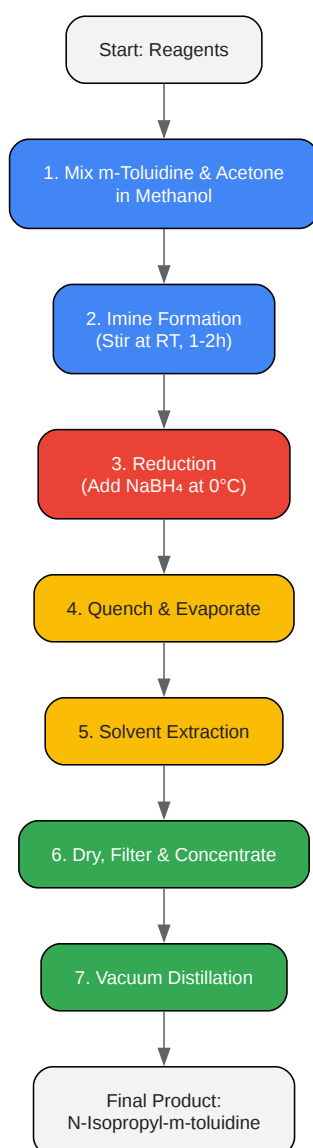 Start: Reagents
1. Mix m-Toluidine & Acetone
in Methanol
2. Imine Formation
(Stir at RT, 1-2h)
3. Reduction
(Add NaBH₄ at 0°C)
4. Quench & Evaporate
5. Solvent Extraction
6. Dry, Filter & Concentrate
7. Vacuum Distillation
Final Product:
N-Isopropyl-m-toluidine